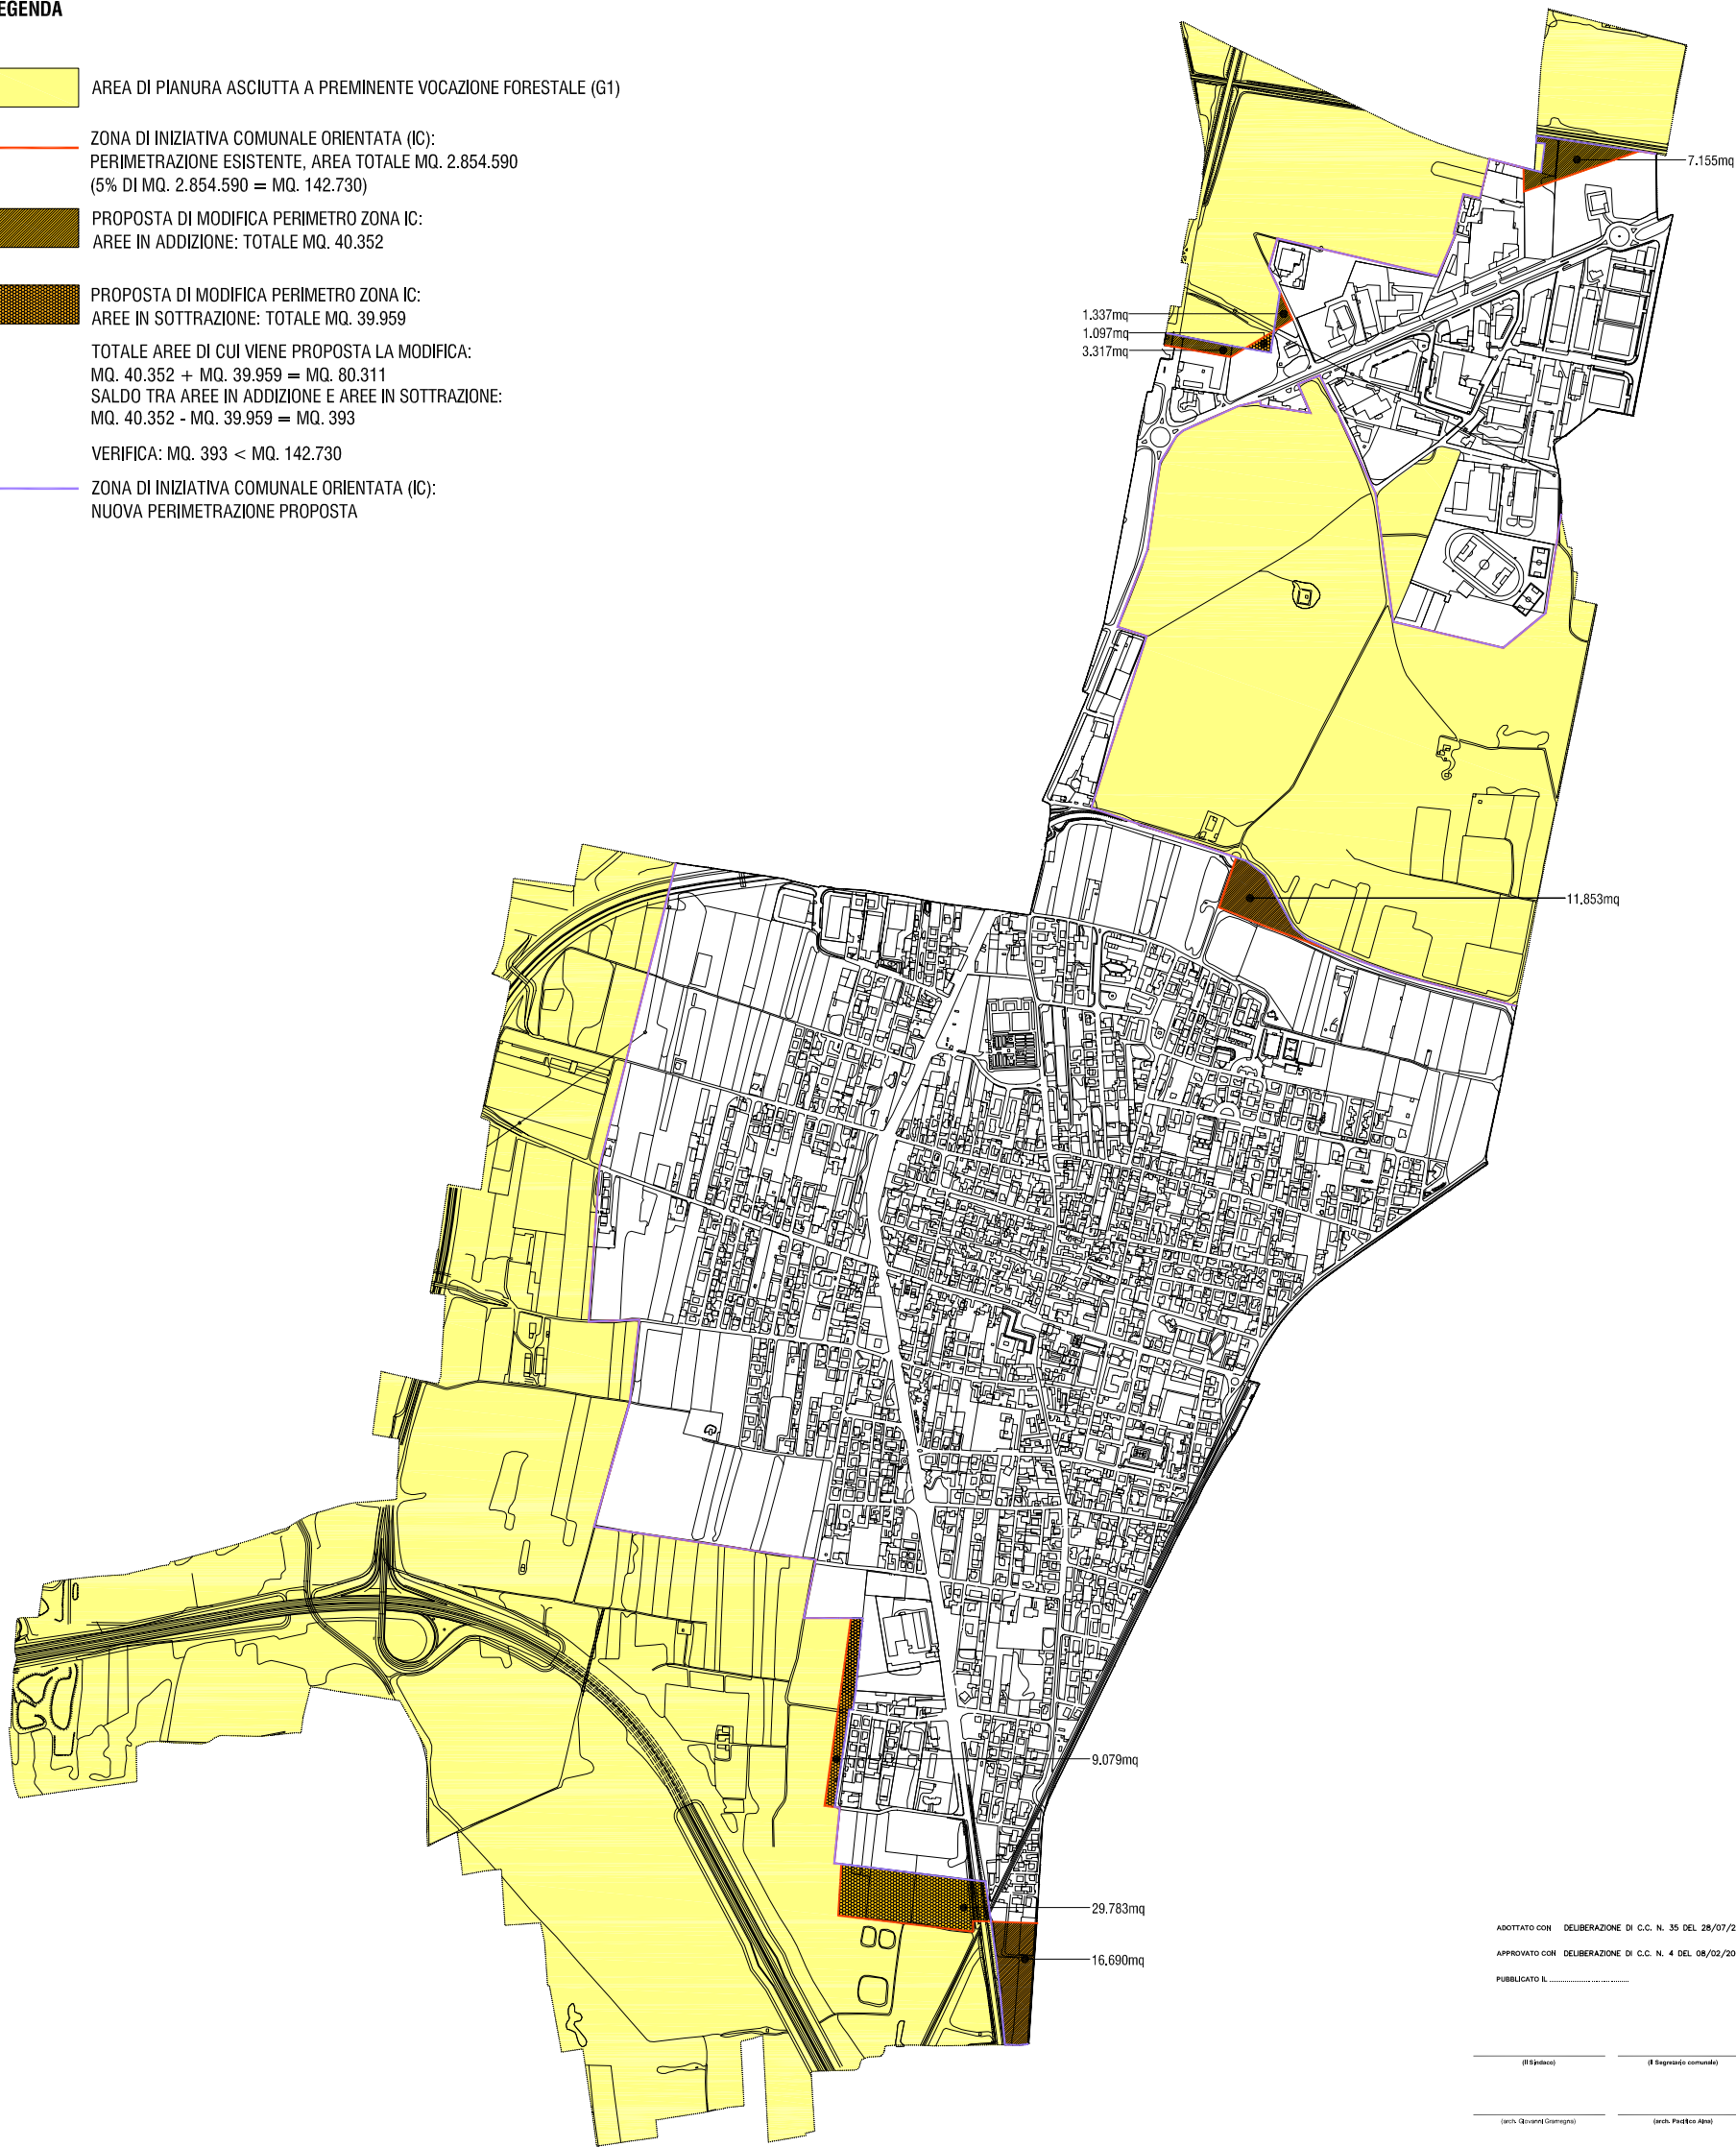 EGENDA
AREA DI PIANURA ASCIUTTA A PREMINENTE VOCAZIONE FORESTALE (G1)
ZONA DI INIZIATIVA COMUNALE ORIENTATA (IC):
PERIMETRAZIONE ESISTENTE, AREA TOTALE MQ. 2.854.590
(5% DI MQ. 2.854.590 = MQ. 142.730)
PROPOSTA DI MODIFICA PERIMETRO ZONA IC:
AREE IN ADDIZIONE: TOTALE MQ. 40.352
PROPOSTA DI MODIFICA PERIMETRO ZONA IC:
AREE IN SOTTRAZIONE: TOTALE MQ. 39.959
TOTALE AREE DI CUI VIENE PROPOSTA LA MODIFICA:
MQ. 40.352 + MQ. 39.959 = MQ. 80.311
SALDO TRA AREE IN ADDIZIONE E AREE IN SOTTRAZIONE:
MQ. 40.352 - MQ. 39.959 = MQ. 393
VERIFICA: MQ. 393 < MQ. 142.730
ZONA DI INIZIATIVA COMUNALE ORIENTATA (IC):
NUOVA PERIMETRAZIONE PROPOSTA
7.155mq
1.337mq
1.097mq
3.317mq
11.853mq
9.079mq
29.783mq
16.690mq
ADOTTATO CON DELIBERAZIONE DI C.C. N. 35 DEL 28/07/2
APPROVATO CON DELIBERAZIONE DI C.C. N. 4 DEL 08/02/20
PUBBLICATO IL ..............................
(Il Sindaco) (Il Segretario comunale)
(arch. Giovanni Gramegna) (arch. Pacifico Aina)